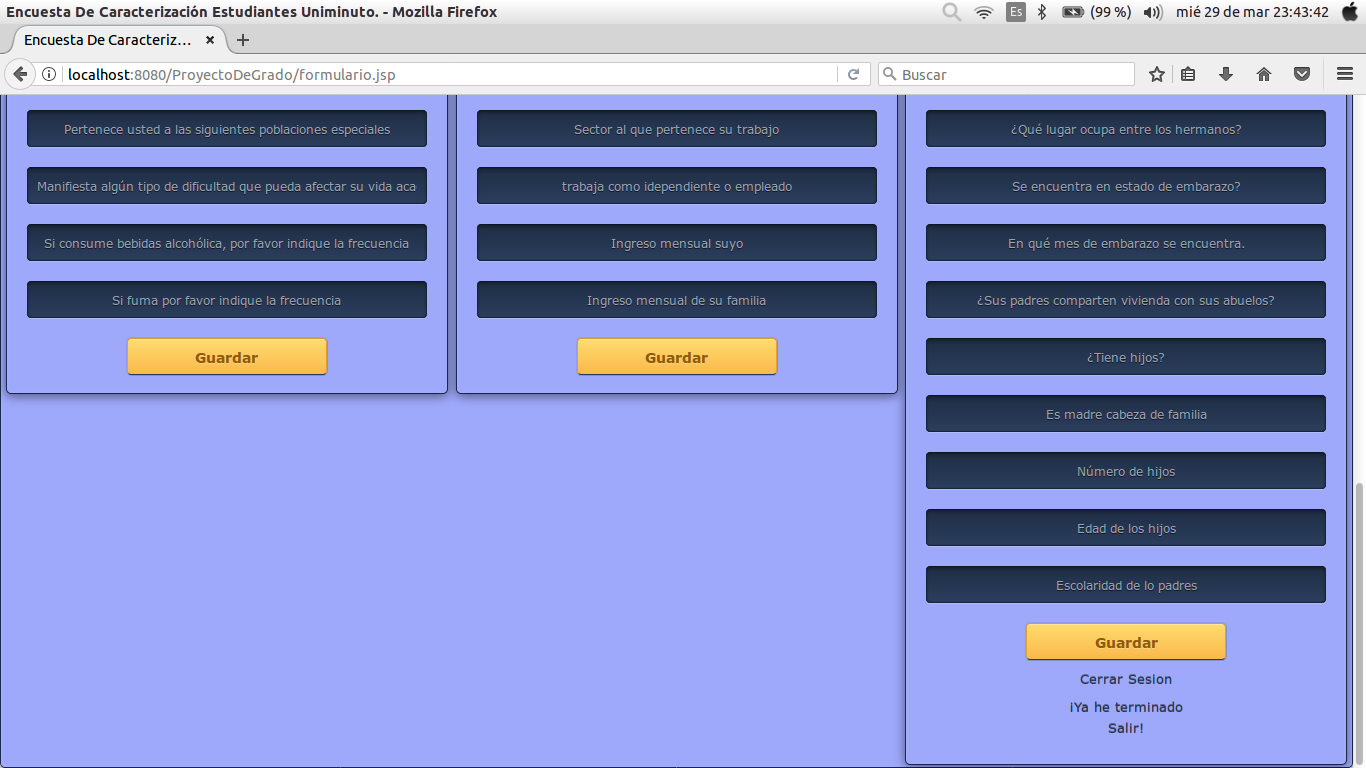 Encuesta De Caracterización Estudiantes Uniminuto. - Mozilla Firefox
Es
(99 %)
mié 29 de mar 23:43:42
Encuesta De Caracteriz...
localhost:8080/ProyectoDeGrado/formulario.jsp
Buscar
Pertenece usted a las siguientes poblaciones especiales
Manifiesta algún tipo de dificultad que pueda afectar su vida aca
Si consume bebidas alcohólica, por favor indique la frecuencia
Si fuma por favor indique la frecuencia
Guardar
Sector al que pertenece su trabajo
trabaja como idependiente o empleado
Ingreso mensual suyo
Ingreso mensual de su familia
Guardar
¿Qué lugar ocupa entre los hermanos?
Se encuentra en estado de embarazo?
En qué mes de embarazo se encuentra.
¿Sus padres comparten vivienda con sus abuelos?
¿Tiene hijos?
Es madre cabeza de familia
Número de hijos
Edad de los hijos
Escolaridad de lo padres
Guardar
Cerrar Sesion
¡Ya he terminado
Salir!